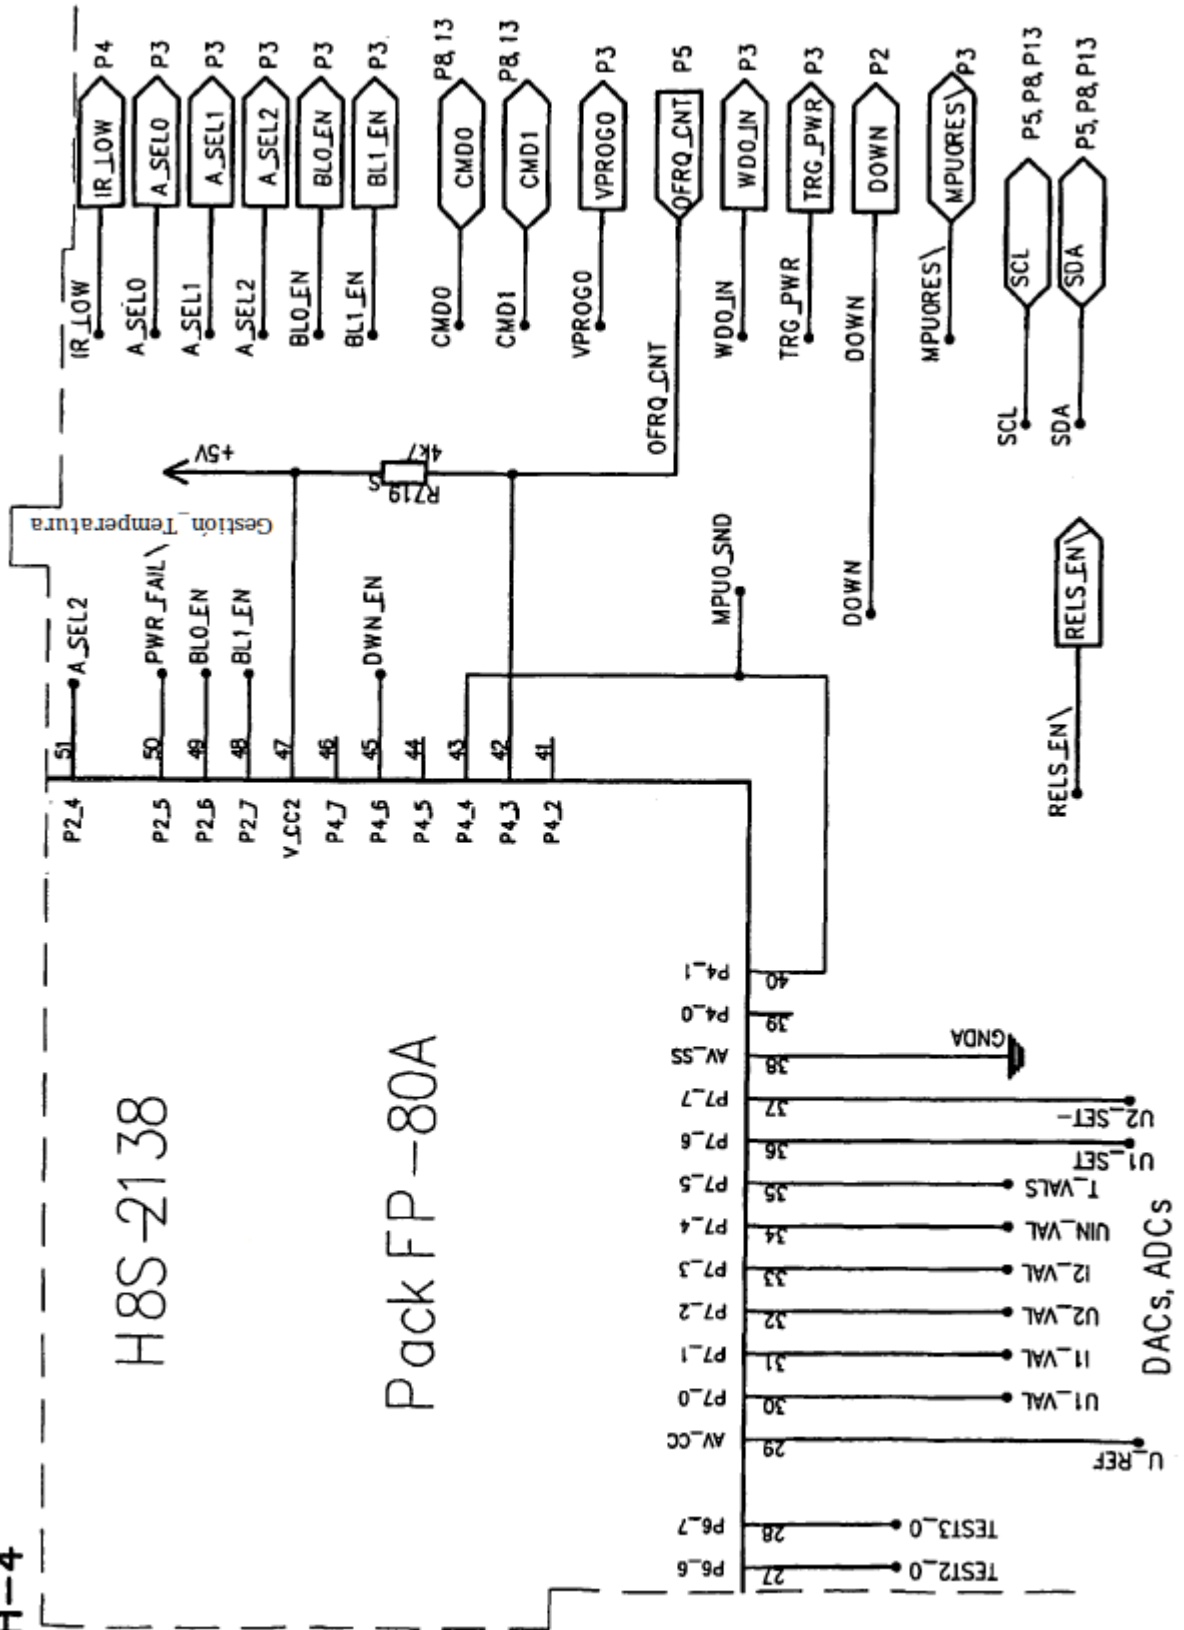 H-4
H8S-2138
Pack FP-80A
P2_4 51 A_SEL2
P2_5 50 PWR_FAIL\
P2_6 49 BL0_EN
P2_7 48 BL1_EN
V_CC2 47
P4_7 46
P4_6 45 DWN_EN
P4_5 44
P4_4 43
P4_3 42
P4_2 41
P4_1 40
P4_0 39
AV_SS 38 GNDA
P7_7 37 U2_SET-
P7_6 36 U1_SET
P7_5 35 T_VALS
P7_4 34 UIN_VAL
P7_3 33 I2_VAL
P7_2 32 U2_VAL
P7_1 31 I1_VAL
P7_0 30 U1_VAL
AV_CC 29 U_REF
P6_7 28 TEST3_0
P6_6 27 TEST2_0
DACs, ADCs
Gestión_Temperatura
+5V
R719 4k7
S
OFRQ_CNT
MPU0_SND
IR_LOW IR_LOW P4
A_SEL0 A_SEL0 P3
A_SEL1 A_SEL1 P3
A_SEL2 A_SEL2 P3
BL0_EN BL0_EN P3
BL1_EN BL1_EN P3
CMD0 CMD0 P8, 13
CMD1 CMD1 P8, 13
VPROG0 VPROG0 P3
OFRQ_CNT P5
WD0_IN WD0_IN P3
TRG_PWR TRG_PWR P3
DOWN DOWN DOWN P2
MPU0RES\ MPU0RES\ P3
SCL SCL P5, P8, P13
SDA SDA P5, P8, P13
RELS_EN\ RELS_EN\